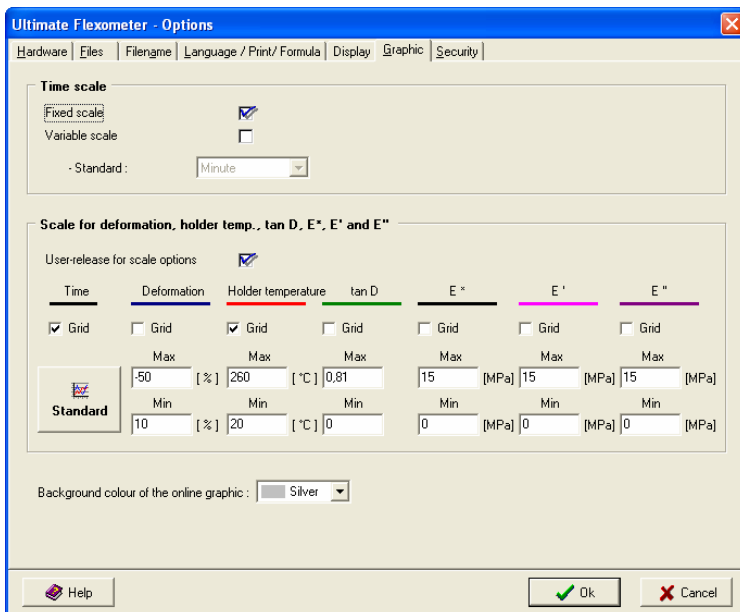 Ultimate Flexometer - Options
Hardware Files Filename Language / Print/ Formula Display Graphic Security
Time scale
Fixed scale
Variable scale
- Standard : Minute
Scale for deformation, holder temp., tan D, E*, E' and E"
User-release for scale options
Time Deformation Holder temperature tan D E * E ' E "
Grid Grid Grid Grid Grid Grid Grid
Max Max Max Max Max Max
-50 [ % ] 260 [ °C ] 0,81 15 [MPa] 15 [MPa] 15 [MPa]
Standard
Min Min Min Min Min Min
10 [ % ] 20 [ °C ] 0 0 [MPa] 0 [MPa] 0 [MPa]
Background colour of the online graphic : Silver
Help Ok Cancel